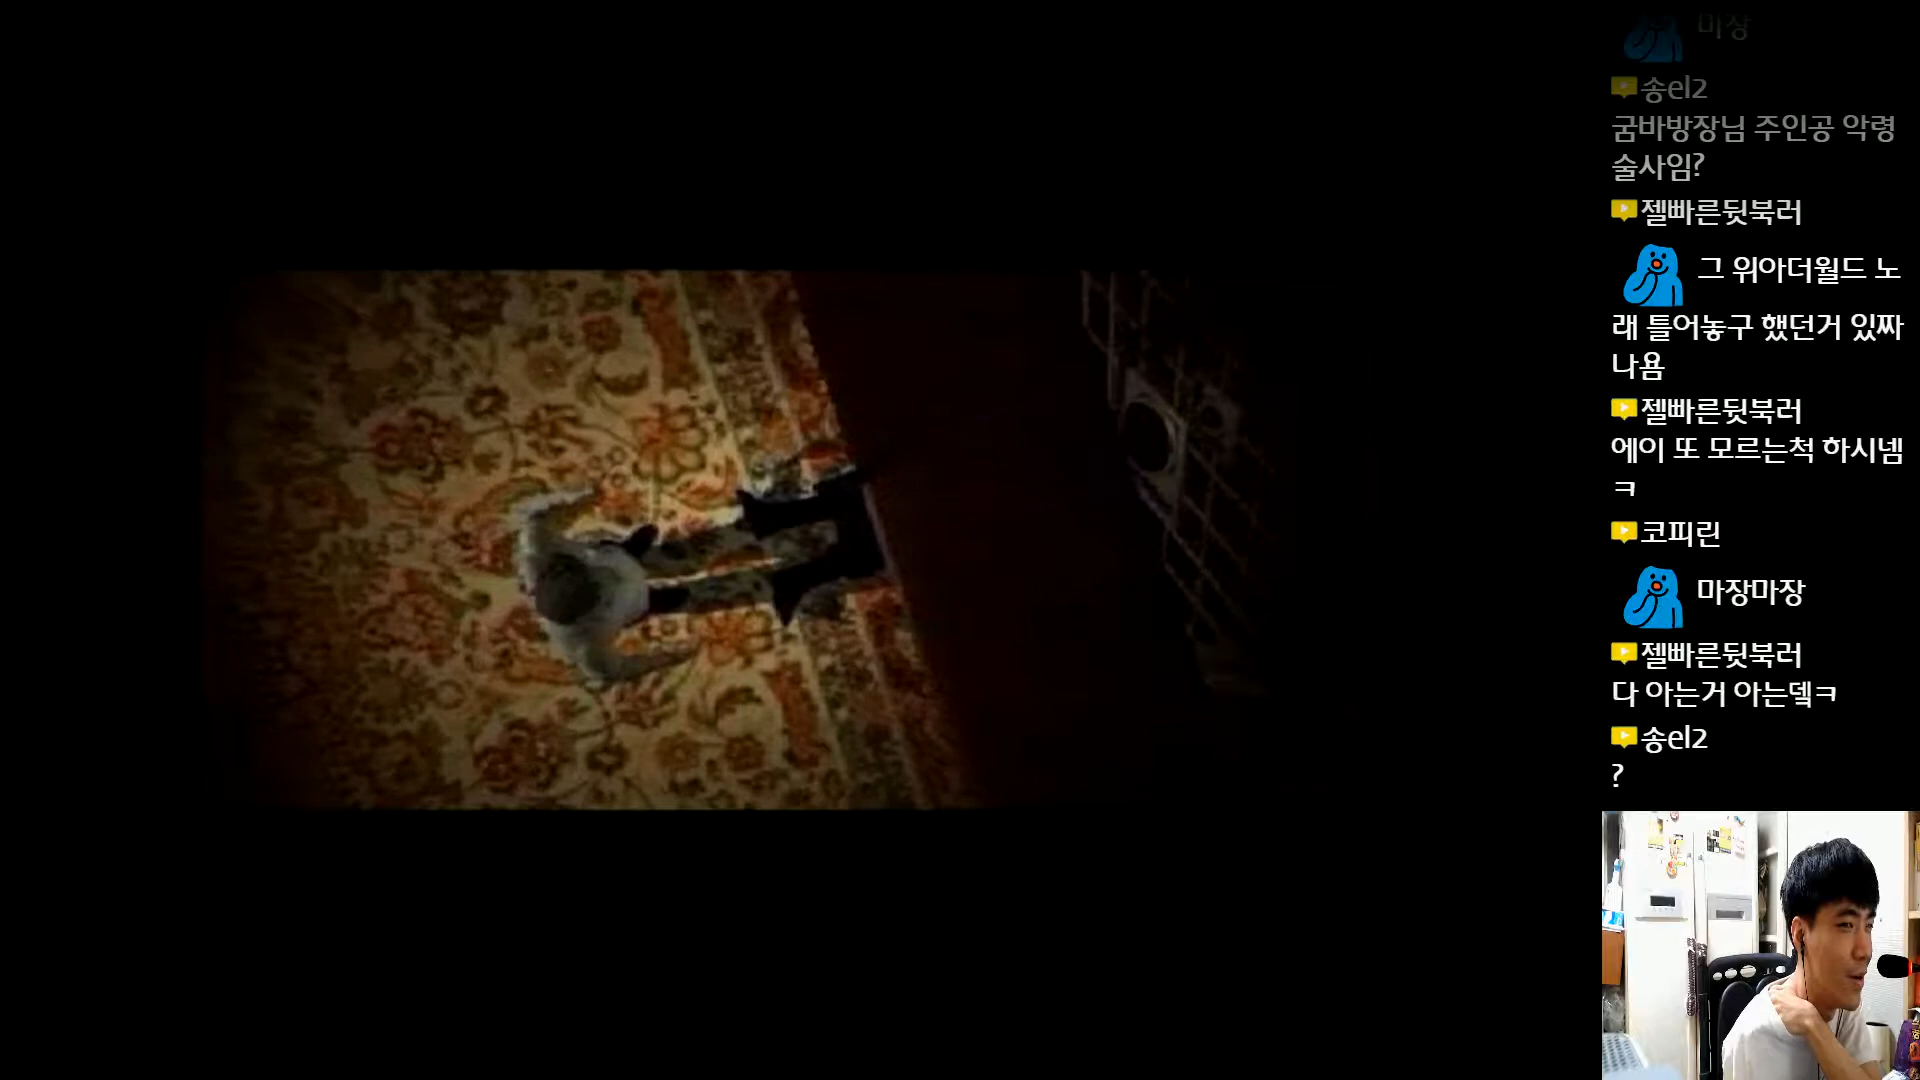 마장
송el2
굼바방장님 주인공 악령
술사임?
젤빠른뒷북러
그 위아더월드 노
래 틀어놓구 했던거 있짜
나욤
젤빠른뒷북러
에이 또 모르는척 하시넴
ㅋ
코피린
마장마장
젤빠른뒷북러
다 아는거 아는뎈ㅋ
송el2
?